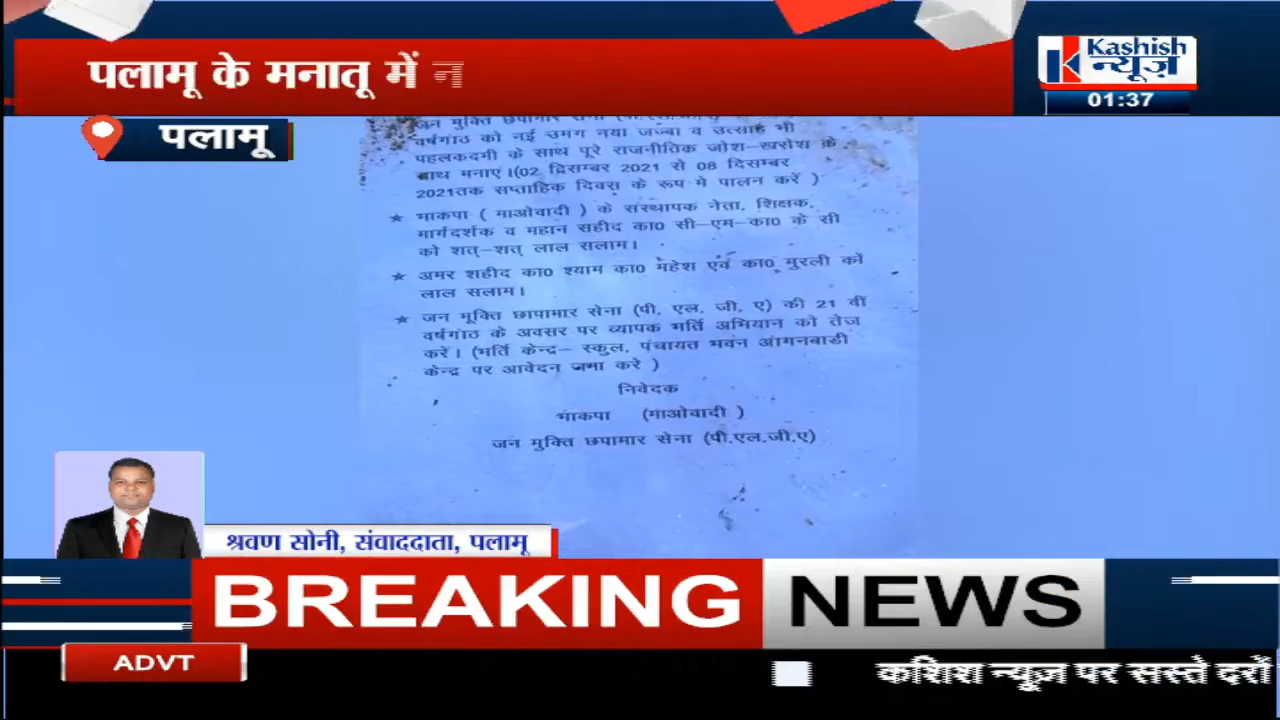 पलामू के मनातू में न
Kashish
न्यूज़
01:37
पलामू
जन मुक्ति छापामार सेना
वर्षगांठ को नई उमंग नया जज्बा व उत्साह भी
पहलकदमी के साथ पूरे राजनीतिक जोश-खरोश के
साथ मनाए।(02 द्रिसम्बर 2021 से 08 दिसम्बर
2021तक सप्ताहिक दिवस के रूप मे पालन करें )
★ भाकपा ( माओवादी ) के संस्थापक नेता, शिक्षक,
मार्गदर्शक व महान सहीद का0 सी-एम-का0 के सी
को शत्-शत् लाल सलाम।
★ अमर शहीद का0 श्याम का0 महेश एवं का0 मुरली कों
लाल सलाम।
★ जन मूक्ति छापामार सेना (पी. एल. जी. ए) की 21 वीं
वर्षगाठ के अवसर पर व्यापक भर्ति अभियान को तेज
करें। (भर्ति केन्द्र- स्कुल, पंचायत भवन आंगनबाडी
केन्द्र पर आवेदन जमा करे )
निवेदक
भाकपा (माओवादी )
जन मुक्ति छपामार सेना (पी.एल.जी.ए)
श्रवण सोनी, संवाददाता, पलामू
BREAKING NEWS
ADVT
कशिश न्यूज़ पर सस्ते दरों